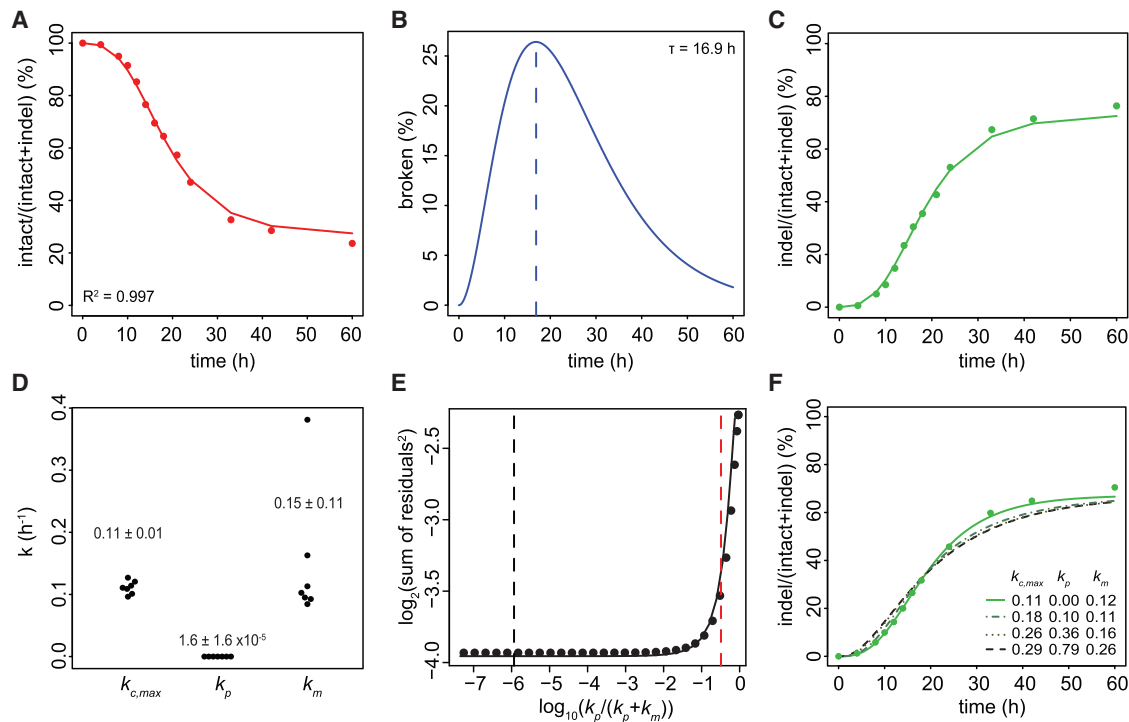 A
intact/(intact+indel) (%)
100
80
60
40
20
0
R² = 0.997
0 10 20 30 40 50 60
time (h)
B
broken (%)
25
20
15
10
5
0
τ = 16.9 h
0 10 20 30 40 50 60
time (h)
C
indel/(intact+indel) (%)
100
80
60
40
20
0
0 10 20 30 40 50 60
time (h)
D
k (h⁻¹)
0.4
0.3
0.2
0.1
0.0
0.11 ± 0.01
1.6 ± 1.6 x10⁻⁵
0.15 ± 0.11
k_c,max k_p k_m
E
log₂(sum of residuals²)
−2.5
−3.0
−3.5
−4.0
−7 −6 −5 −4 −3 −2 −1 0
log₁₀(k_p/(k_p+k_m))
F
indel/(intact+indel) (%)
100
80
60
40
20
0
k_c,max k_p k_m
0.11 0.00 0.12
0.18 0.10 0.11
0.26 0.36 0.16
0.29 0.79 0.26
0 10 20 30 40 50 60
time (h)